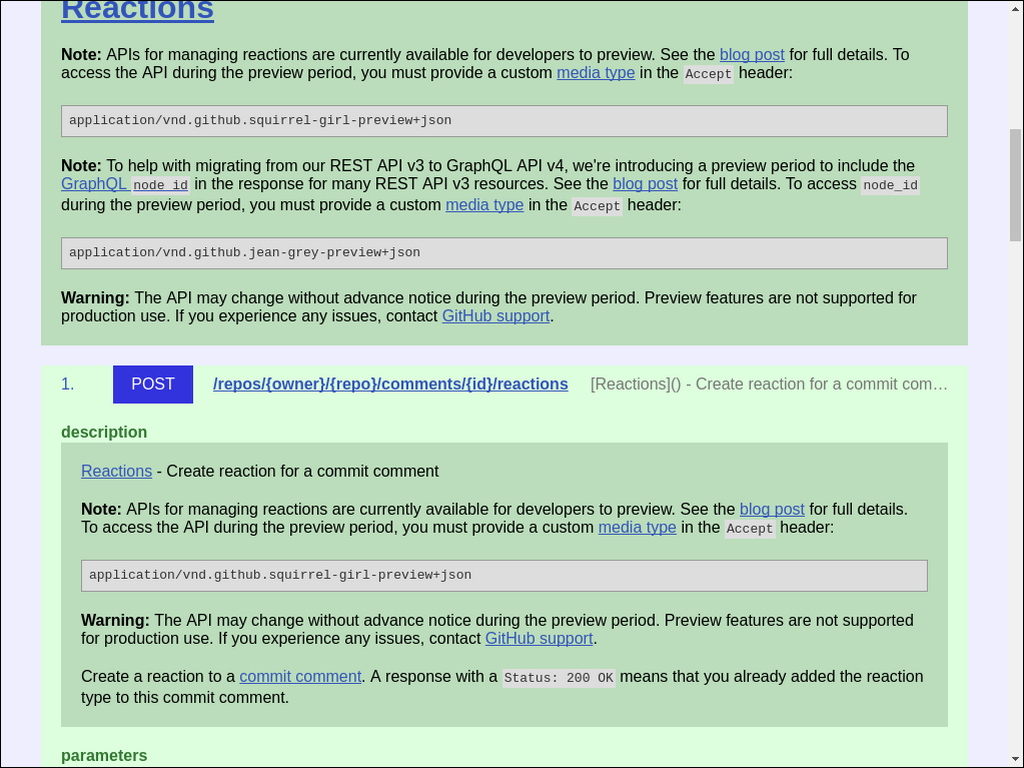 Reactions
Note: APIs for managing reactions are currently available for developers to preview. See the blog post for full details. To
access the API during the preview period, you must provide a custom media type in the Accept header:
application/vnd.github.squirrel-girl-preview+json
Note: To help with migrating from our REST API v3 to GraphQL API v4, we're introducing a preview period to include the
GraphQL node_id in the response for many REST API v3 resources. See the blog post for full details. To access node_id
during the preview period, you must provide a custom media type in the Accept header:
application/vnd.github.jean-grey-preview+json
Warning: The API may change without advance notice during the preview period. Preview features are not supported for
production use. If you experience any issues, contact GitHub support.
1. POST /repos/{owner}/{repo}/comments/{id}/reactions [Reactions]() - Create reaction for a commit com…
description
Reactions - Create reaction for a commit comment
Note: APIs for managing reactions are currently available for developers to preview. See the blog post for full details.
To access the API during the preview period, you must provide a custom media type in the Accept header:
application/vnd.github.squirrel-girl-preview+json
Warning: The API may change without advance notice during the preview period. Preview features are not supported
for production use. If you experience any issues, contact GitHub support.
Create a reaction to a commit comment. A response with a Status: 200 OK means that you already added the reaction
type to this commit comment.
parameters